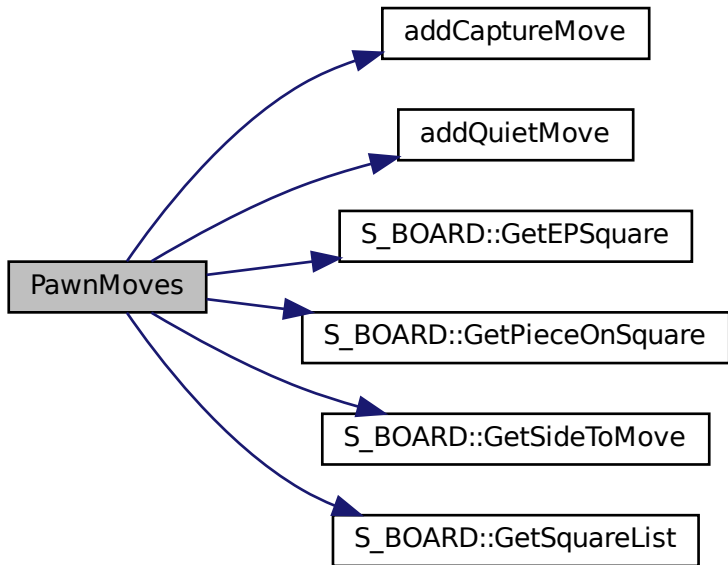 addCaptureMove
addQuietMove
S_BOARD::GetEPSquare
PawnMoves
S_BOARD::GetPieceOnSquare
S_BOARD::GetSideToMove
S_BOARD::GetSquareList